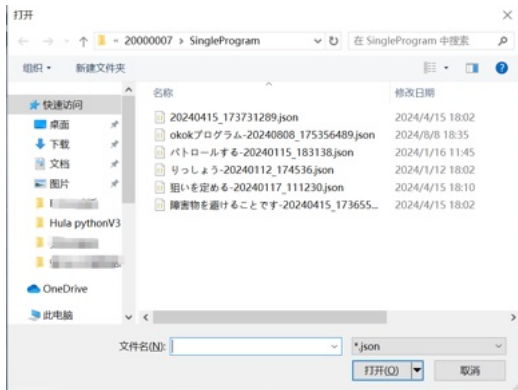 打开
« 20000007 > SingleProgram
在 SingleProgram 中搜索
组织
新建文件夹
名称
修改日期
快速访问
桌面
下载
文档
图片
Hula pythonV3
OneDrive
此电脑
20240415_173731289.json 2024/4/15 18:02
okokプログラム-20240808_175356489.json 2024/8/8 18:35
パトロールする-20240115_183138.json 2024/1/16 11:45
りっしょう-20240112_174536.json 2024/1/12 18:02
狙いを定める-20240117_111230.json 2024/4/15 18:10
障害物を避けることです-20240415_173655... 2024/4/15 18:02
文件名(N):
*.json
打开(O)
取消